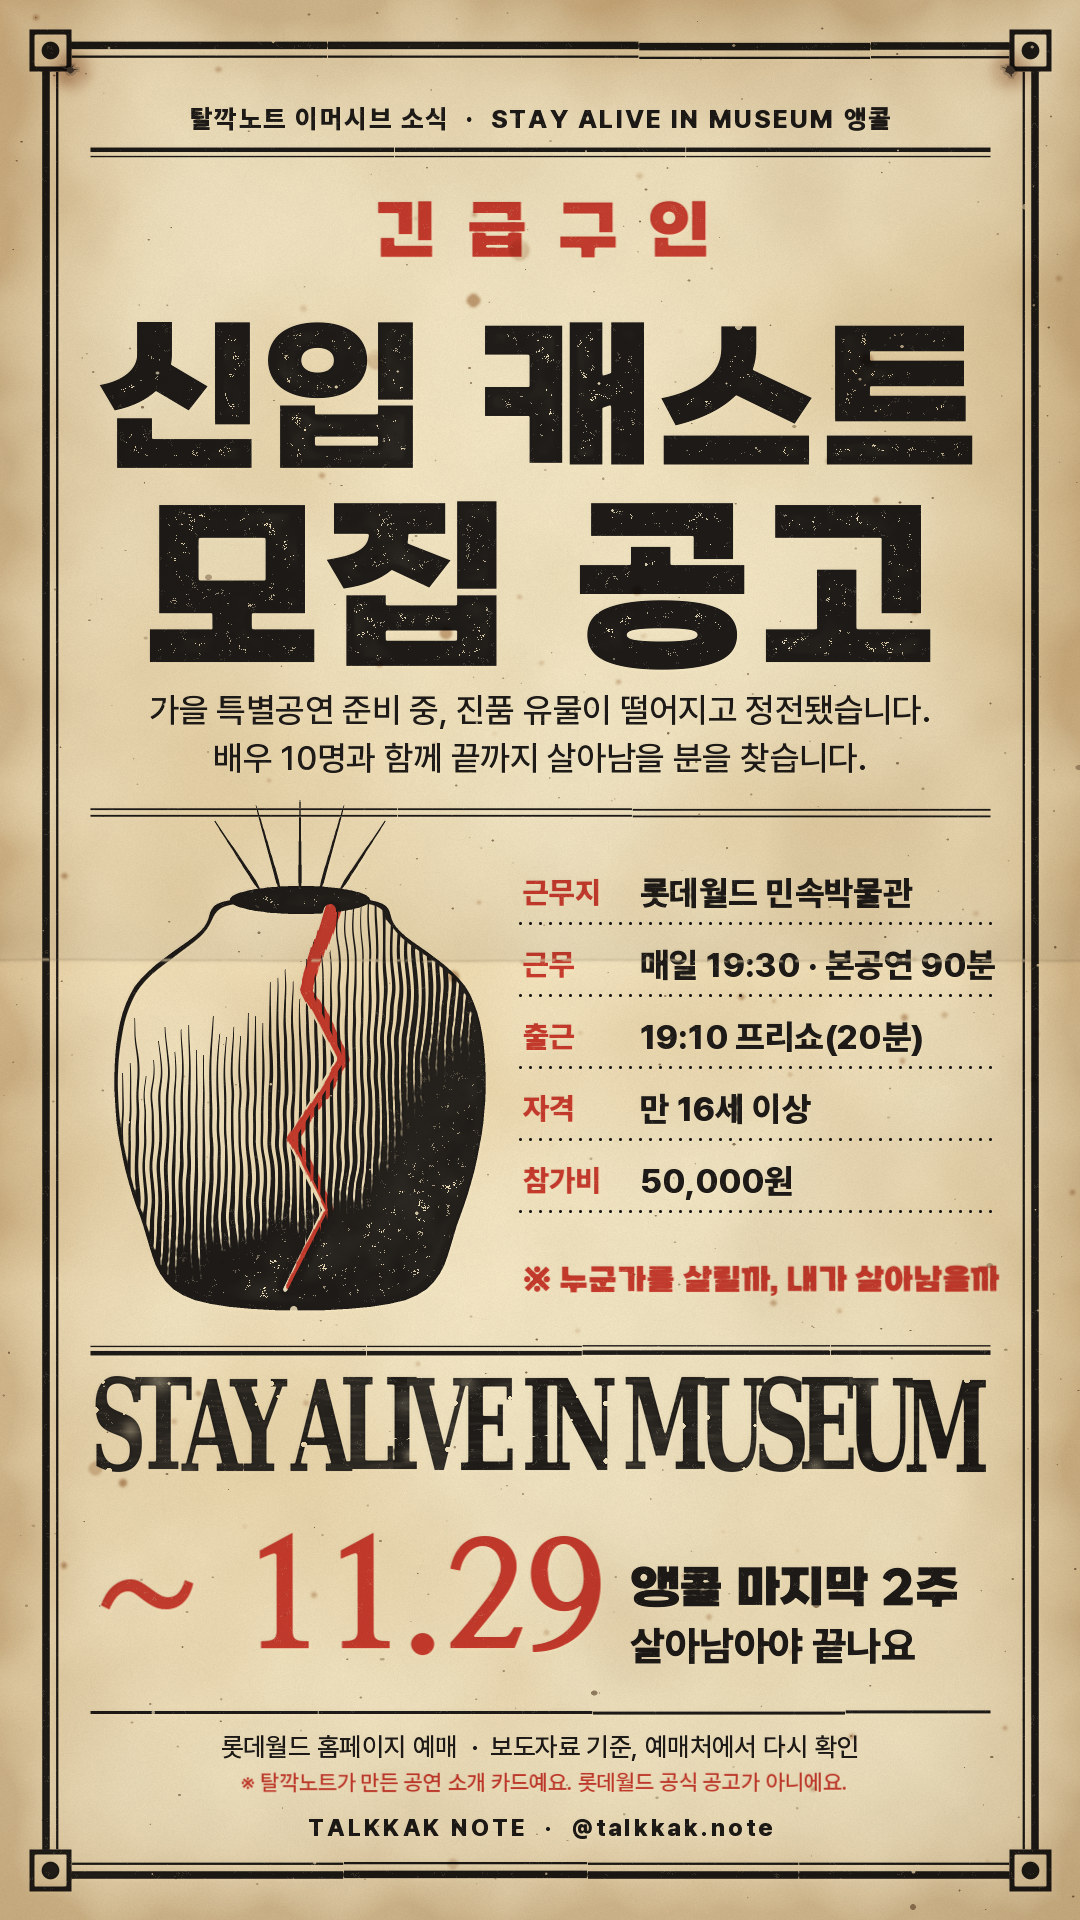 탈깍노트 이머시브 소식 · STAY ALIVE IN MUSEUM 앵콜
긴급구인
신입 캐스트
모집 공고
가을 특별공연 준비 중, 진품 유물이 떨어지고 정전됐습니다.
배우 10명과 함께 끝까지 살아남을 분을 찾습니다.
근무지 롯데월드 민속박물관
근무 매일 19:30 · 본공연 90분
출근 19:10 프리쇼(20분)
자격 만 16세 이상
참가비 50,000원
※ 누군가를 살릴까, 내가 살아남을까
STAY ALIVE IN MUSEUM
~ 11.29
앵콜 마지막 2주
살아남아야 끝나요
롯데월드 홈페이지 예매 · 보도자료 기준, 예매처에서 다시 확인
※ 탈깍노트가 만든 공연 소개 카드예요. 롯데월드 공식 공고가 아니에요.
TALKKAK NOTE · @talkkak.note